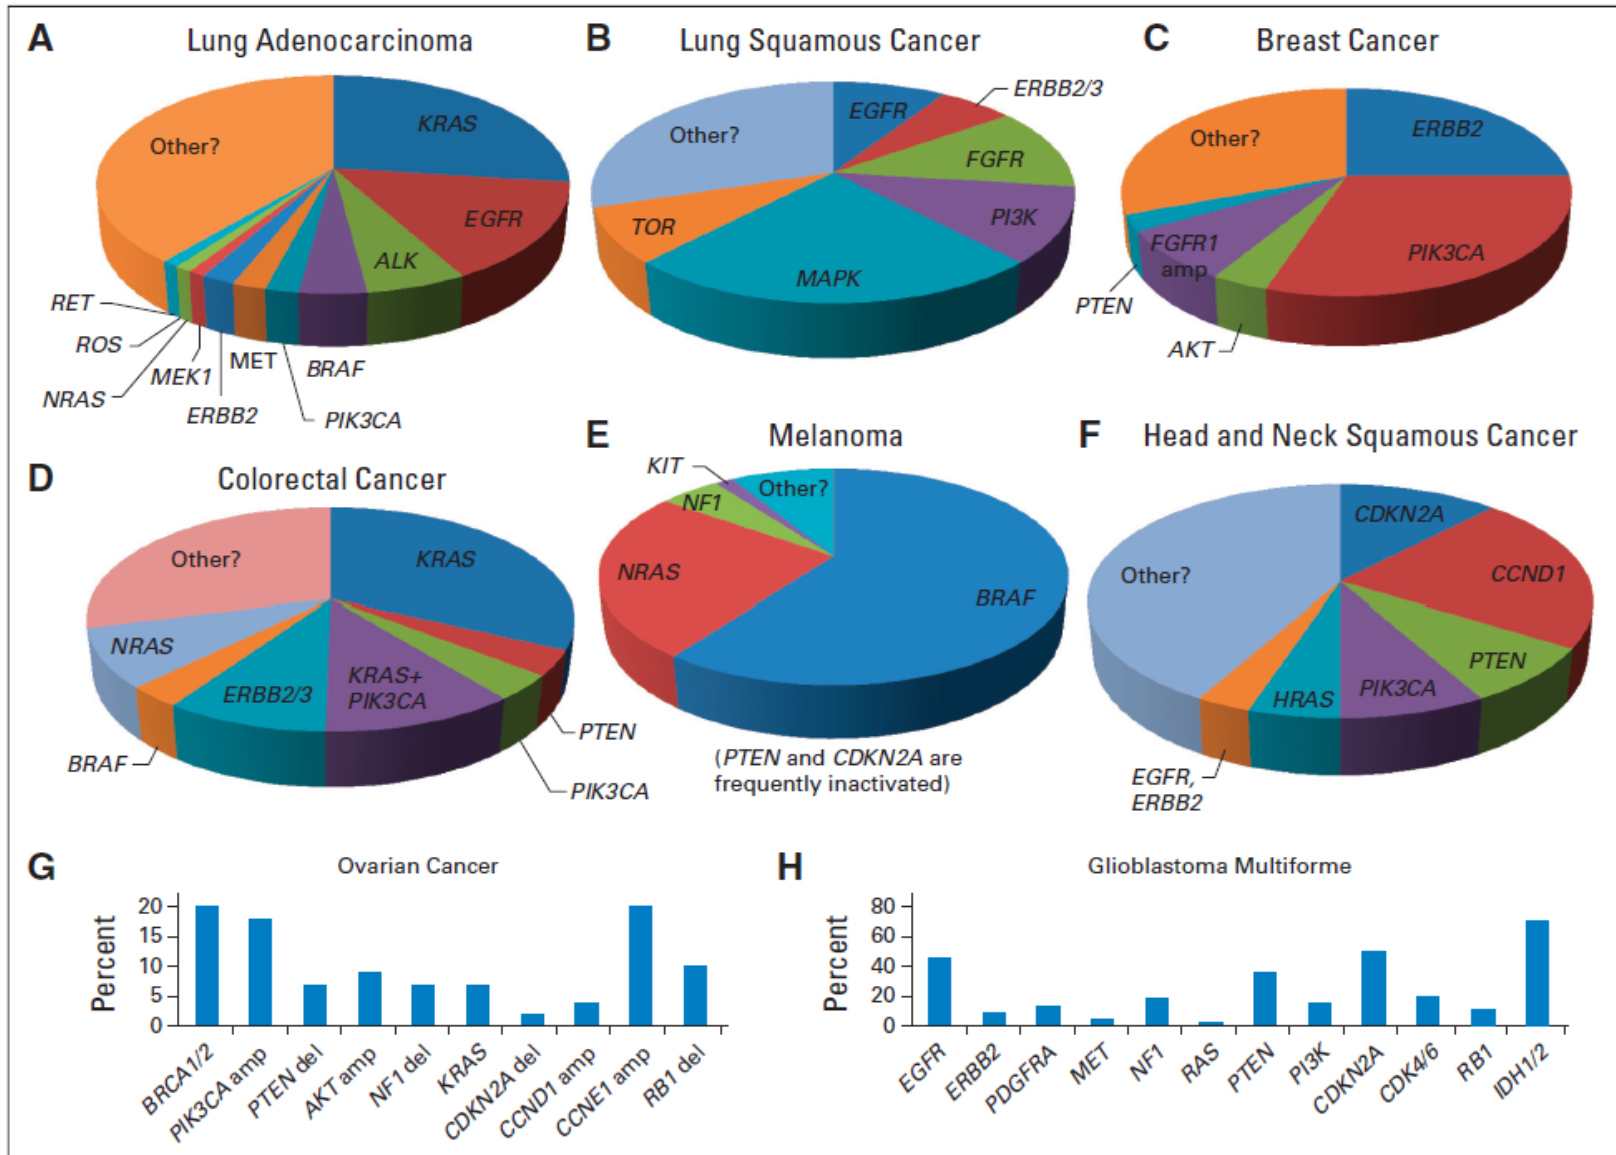 A
Lung Adenocarcinoma
KRAS
EGFR
ALK
BRAF
PIK3CA
MET
ERBB2
MEK1
NRAS
ROS
RET
Other?
B
Lung Squamous Cancer
EGFR
ERBB2/3
FGFR
PI3K
MAPK
TOR
Other?
C
Breast Cancer
ERBB2
PIK3CA
AKT
FGFR1
amp
PTEN
Other?
D
Colorectal Cancer
KRAS
PTEN
PIK3CA
KRAS+
PIK3CA
ERBB2/3
BRAF
NRAS
Other?
E
Melanoma
BRAF
NRAS
NF1
KIT
Other?
(PTEN and CDKN2A are
frequently inactivated)
F
Head and Neck Squamous Cancer
CDKN2A
CCND1
PTEN
PIK3CA
HRAS
EGFR,
ERBB2
Other?
G
Ovarian Cancer
Percent
20
15
10
5
0
BRCA1/2
PIK3CA amp
PTEN del
AKT amp
NF1 del
KRAS
CDKN2A del
CCND1 amp
CCNE1 amp
RB1 del
H
Glioblastoma Multiforme
Percent
80
60
40
20
0
EGFR
ERBB2
PDGFRA
MET
NF1
RAS
PTEN
PI3K
CDKN2A
CDK4/6
RB1
IDH1/2